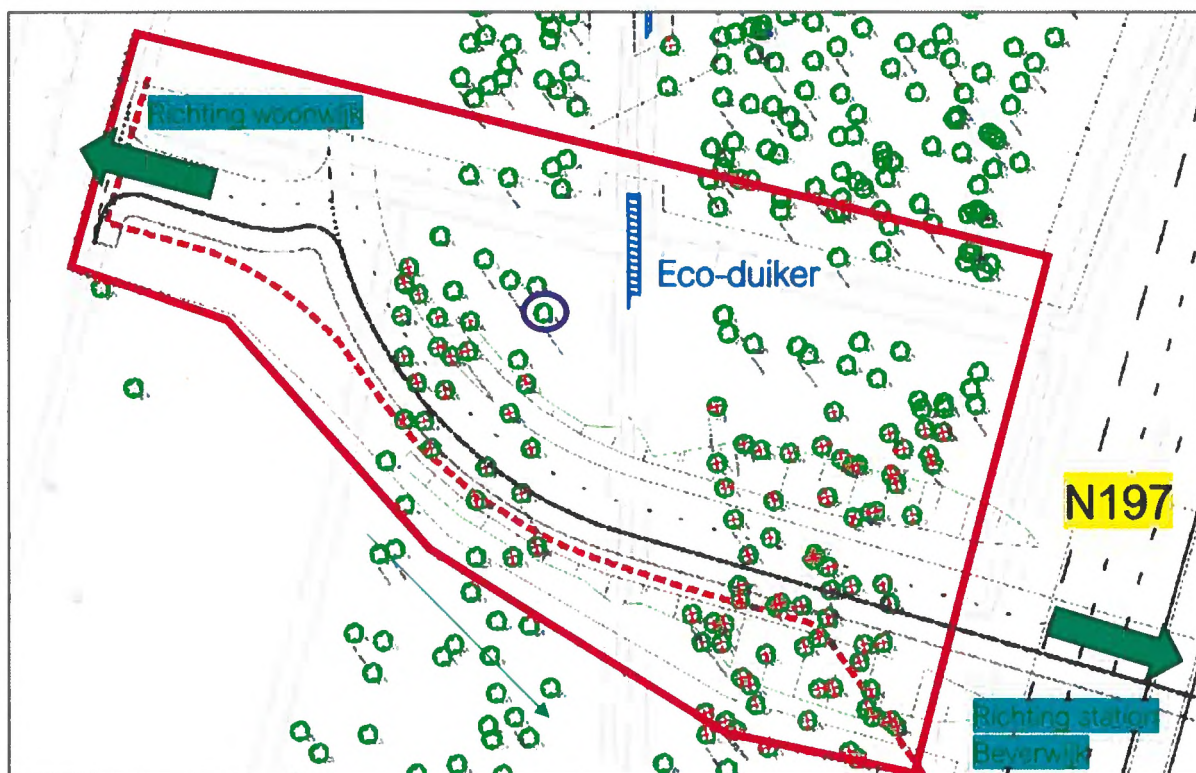 Richting woonwijk
Eco-duiker
N197
Richting station
Beverwijk